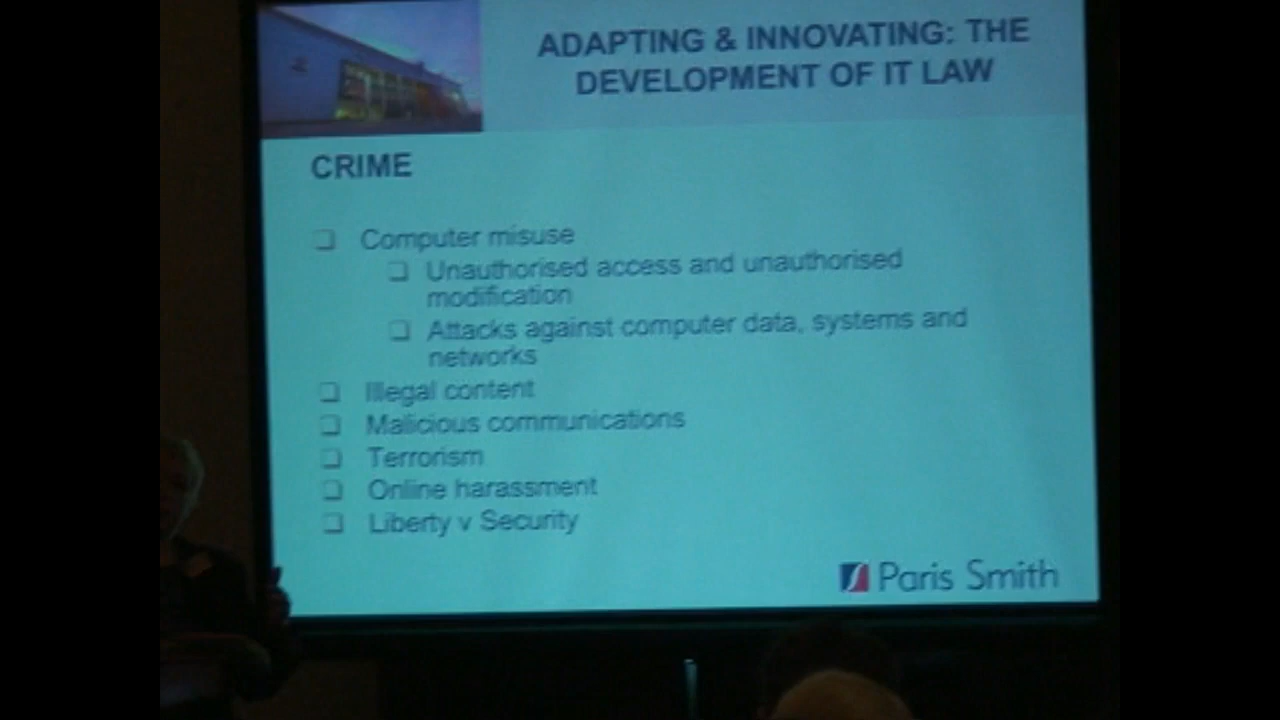 ADAPTING & INNOVATING: THE
DEVELOPMENT OF IT LAW
CRIME
Computer misuse
Unauthorised access and unauthorised
modification
Attacks against computer data, systems and
networks
Illegal content
Malicious communications
Terrorism
Online harassment
Liberty v Security
Paris Smith